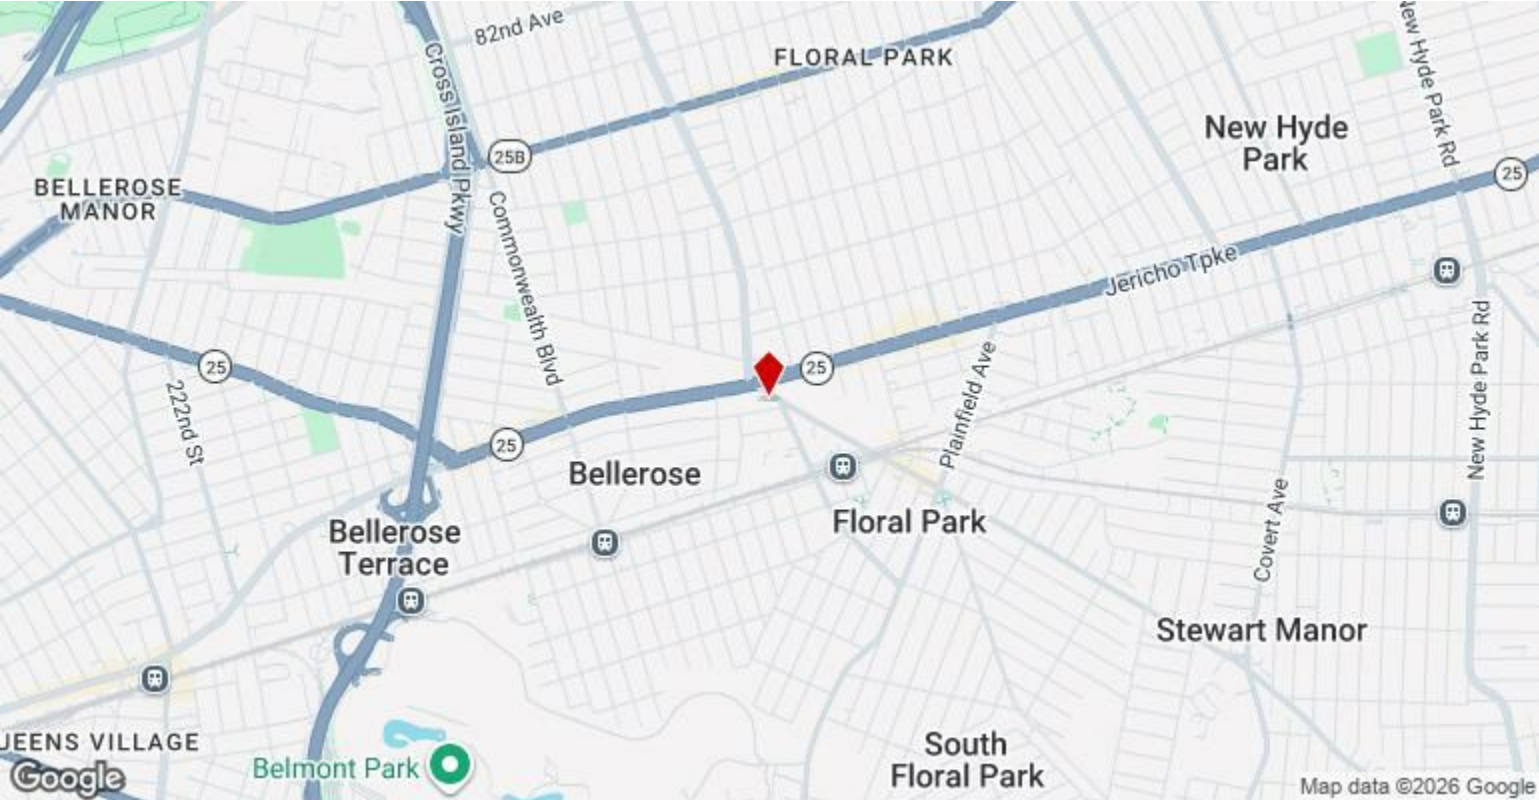 82nd Ave
FLORAL PARK
New Hyde Park Rd
Cross Island Pkwy
New Hyde
Park
25B
25
BELLEROSE
MANOR
Commonwealth Blvd
Jericho Tpke
25
25
222nd St
Plainfield Ave
New Hyde Park Rd
25
Bellerose
Floral Park
Covert Ave
Bellerose
Terrace
Stewart Manor
UEENS VILLAGE
South
Floral Park
Belmont Park
Google
Map data ©2026 Google